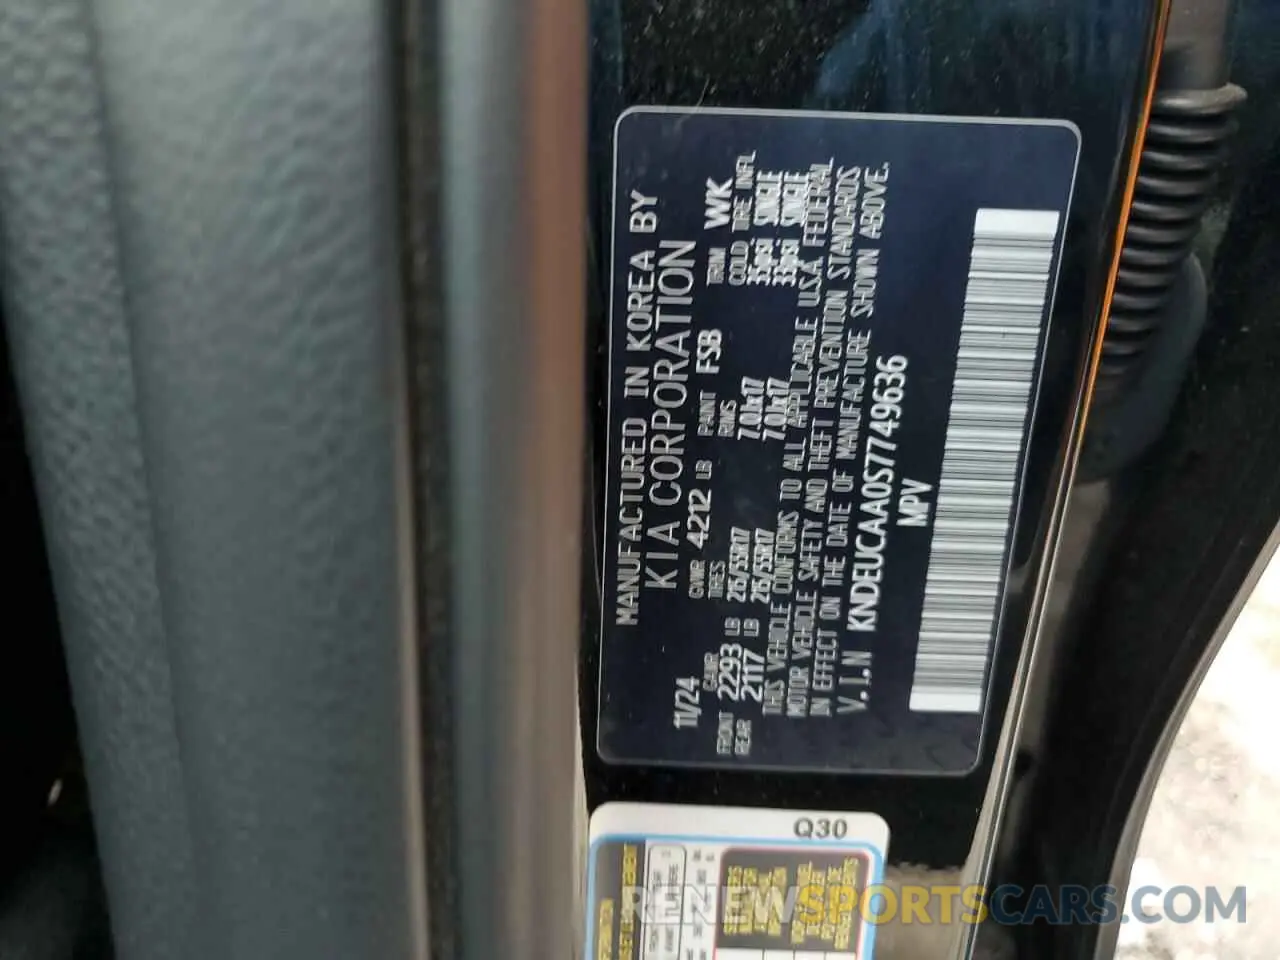 MANUFACTURED IN KOREA BY
KIA CORPORATION
11/24 GVWR 4212 LB PAINT FSB TRIM WK
GAWR TIRES RIMS COLD TIRE INFL
FRONT 2293 LB 215/55R17 7.0Jx17 35psi SINGLE
REAR 2117 LB 215/55R17 7.0Jx17 33psi SINGLE
THIS VEHICLE CONFORMS TO ALL APPLICABLE U.S.A. FEDERAL
MOTOR VEHICLE SAFETY AND THEFT PREVENTION STANDARDS
IN EFFECT ON THE DATE OF MANUFACTURE SHOWN ABOVE.
V.I.N KNDEUCAA0S7749636
MPV
Q30
RENEWSPORTSCARS.COM